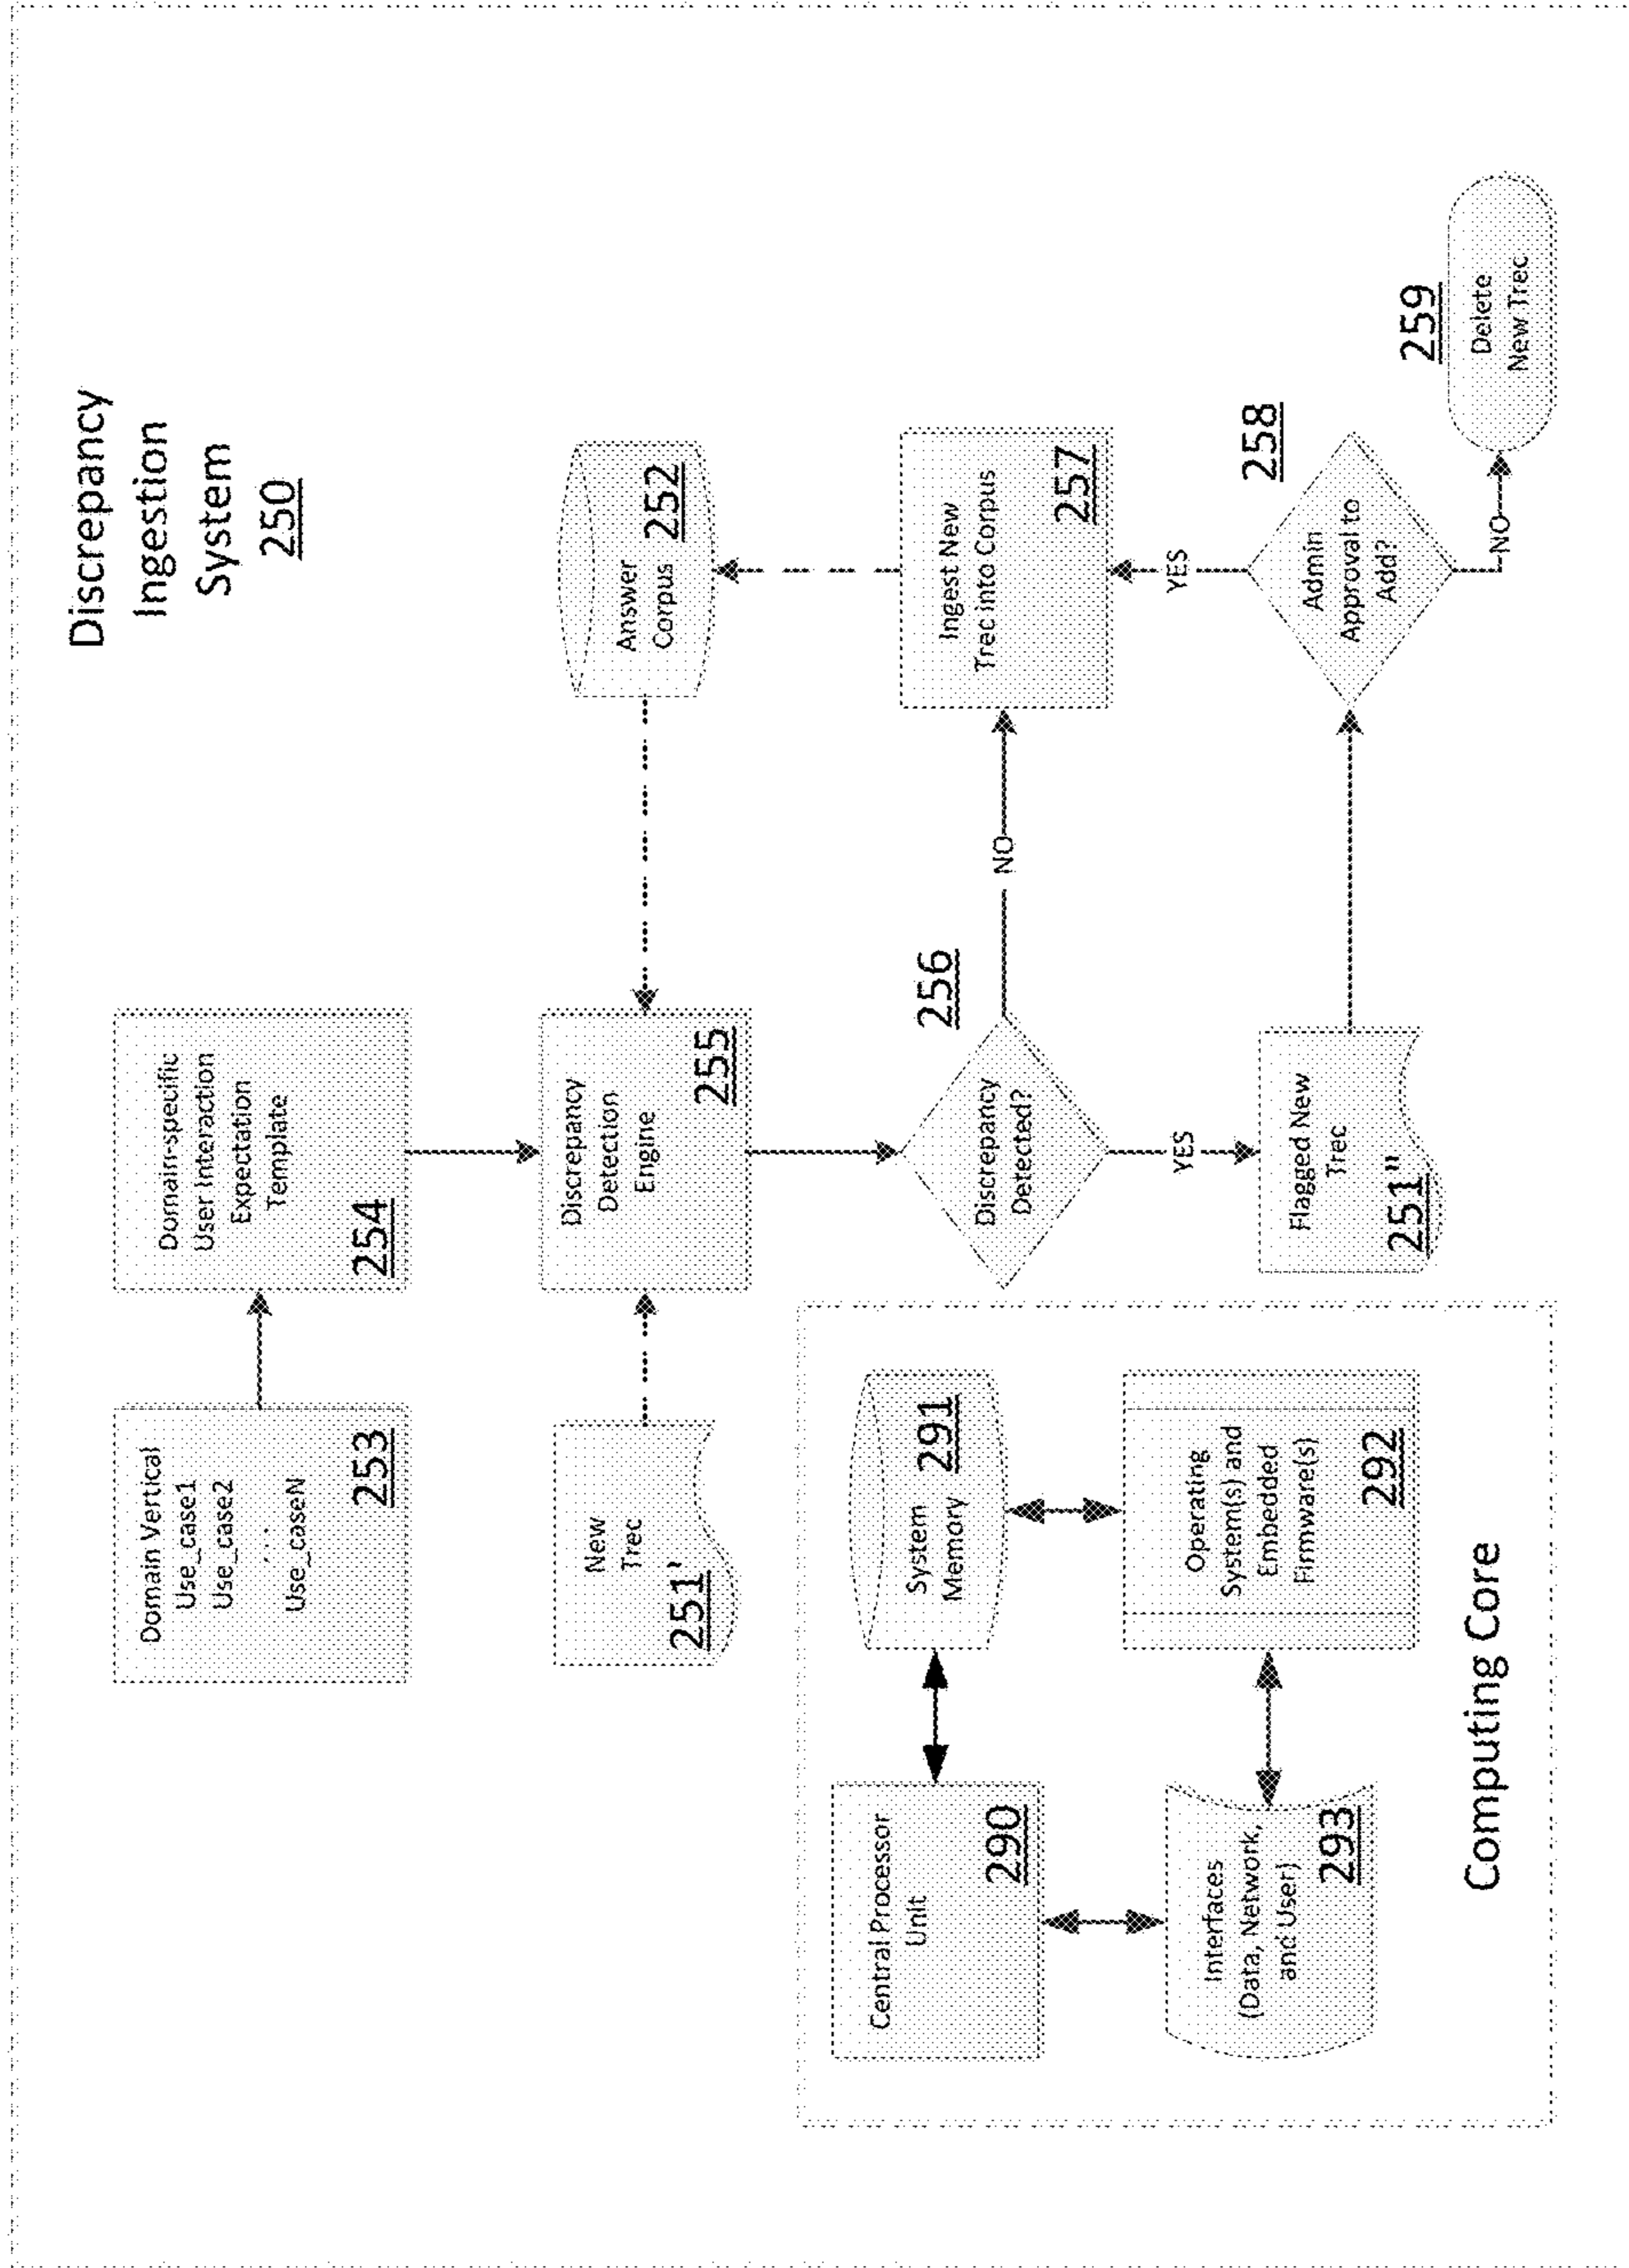 Discrepancy
Ingestion
System
250
Domain Vertical
Use_case1
Use_case2
...
Use_caseN
253
Domain-specific
User Interaction
Expectation
Template
254
New
Trec
251'
Discrepancy
Detection
Engine
255
Answer
Corpus
252
Discrepancy
Detected?
256
NO
YES
Ingest New
Trec into Corpus
257
Flagged New
Trec
251"
Admin
Approval to
Add?
258
YES
NO
Delete
New Trec
259
Central Processor
Unit
290
System
Memory
291
Interfaces
(Data, Network,
and User)
293
Operating
System(s) and
Embedded
Firmware(s)
292
Computing Core